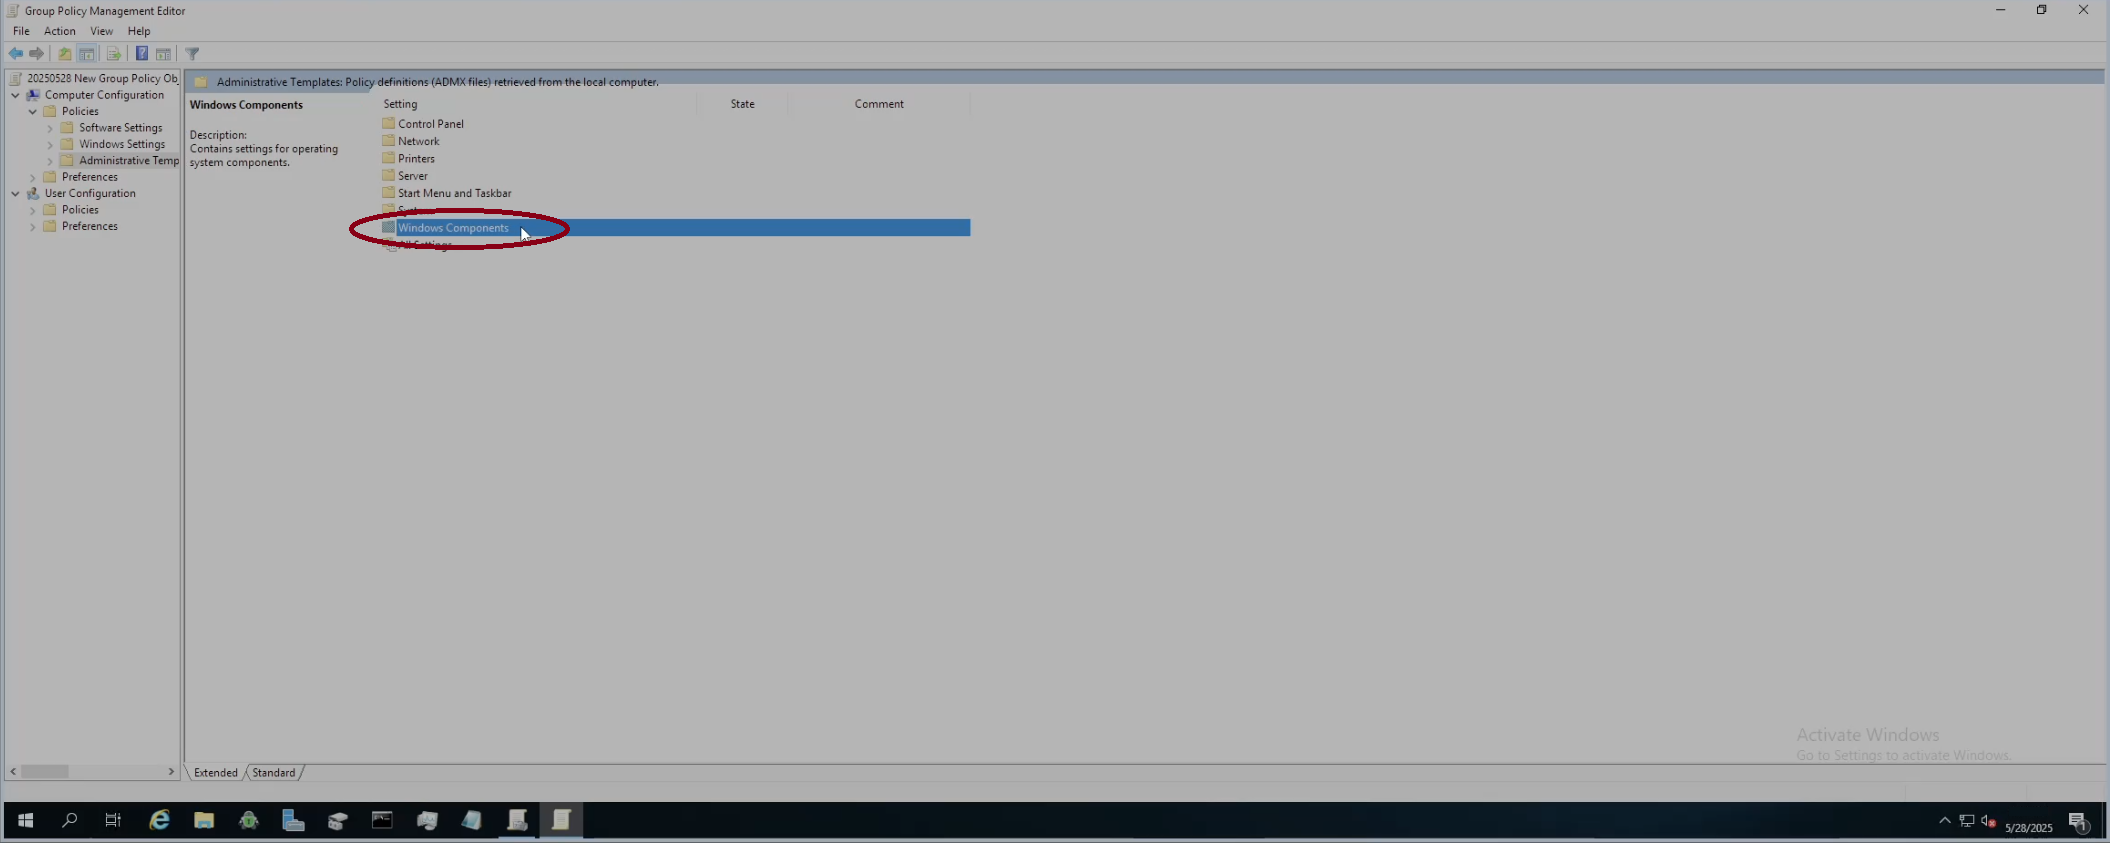 Group Policy Management Editor
File Action View Help
20250528 New Group Policy Ob
Computer Configuration
Policies
Software Settings
Windows Settings
Administrative Temp
Preferences
User Configuration
Policies
Preferences
Administrative Templates: Policy definitions (ADMX files) retrieved from the local computer.
Windows Components
Description:
Contains settings for operating
system components.
Setting State Comment
Control Panel
Network
Printers
Server
Start Menu and Taskbar
Windows Components
All Settings
Extended Standard
Activate Windows
Go to Settings to activate Windows.
5/28/2025
1